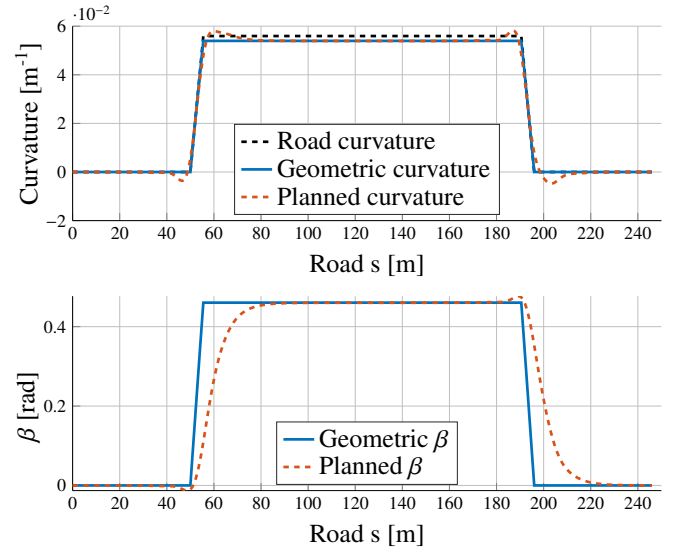 ·10⁻²
6
4
2
0
−2
Curvature [m⁻¹]
Road curvature
Geometric curvature
Planned curvature
0 20 40 60 80 100 120 140 160 180 200 220 240
Road s [m]
0.4
0.2
0
β [rad]
Geometric β
Planned β
0 20 40 60 80 100 120 140 160 180 200 220 240
Road s [m]